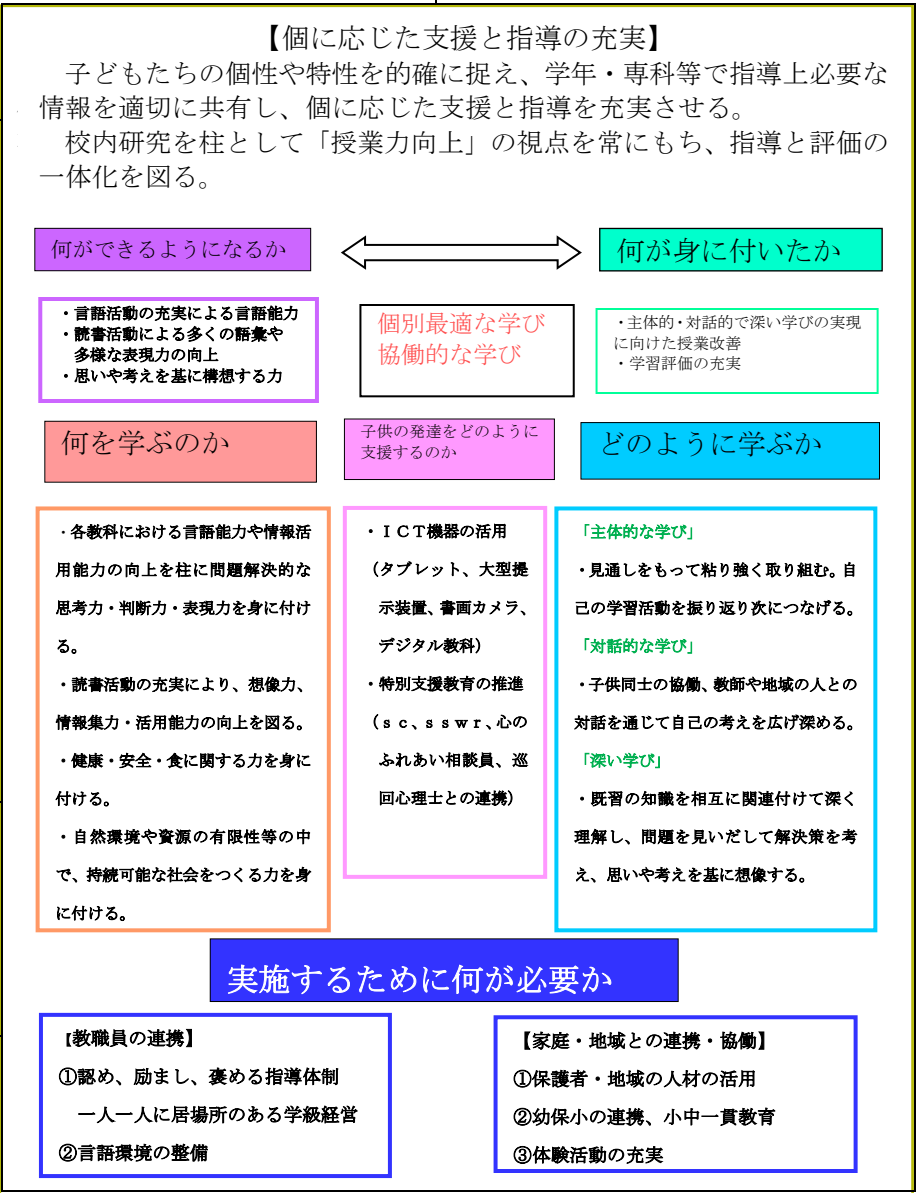 【個に応じた支援と指導の充実】
子どもたちの個性や特性を的確に捉え、学年・専科等で指導上必要な
情報を適切に共有し、個に応じた支援と指導を充実させる。
校内研究を柱として「授業力向上」の視点を常にもち、指導と評価の
一体化を図る。
何ができるようになるか
何が身に付いたか
・言語活動の充実による言語能力
・読書活動による多くの語彙や
多様な表現力の向上
・思いや考えを基に構想する力
個別最適な学び
協働的な学び
・主体的・対話的で深い学びの実現
に向けた授業改善
・学習評価の充実
何を学ぶのか
子供の発達をどのように
支援するのか
どのように学ぶか
・各教科における言語能力や情報活
用能力の向上を柱に問題解決的な
思考力・判断力・表現力を身に付け
る。
・読書活動の充実により、想像力、
情報集力・活用能力の向上を図る。
・健康・安全・食に関する力を身に
付ける。
・自然環境や資源の有限性等の中
で、持続可能な社会をつくる力を身
に付ける。
・ＩＣＴ機器の活用
（タブレット、大型提
示装置、書画カメラ、
デジタル教科）
・特別支援教育の推進
（ｓｃ、ｓｓｗｒ、心の
ふれあい相談員、巡
回心理士との連携）
「主体的な学び」
・見通しをもって粘り強く取り組む。自
己の学習活動を振り返り次につなげる。
「対話的な学び」
・子供同士の協働、教師や地域の人との
対話を通じて自己の考えを広げ深める。
「深い学び」
・既習の知識を相互に関連付けて深く
理解し、問題を見いだして解決策を考
え、思いや考えを基に想像する。
実施するために何が必要か
【教職員の連携】
①認め、励まし、褒める指導体制
一人一人に居場所のある学級経営
②言語環境の整備
【家庭・地域との連携・協働】
①保護者・地域の人材の活用
②幼保小の連携、小中一貫教育
③体験活動の充実